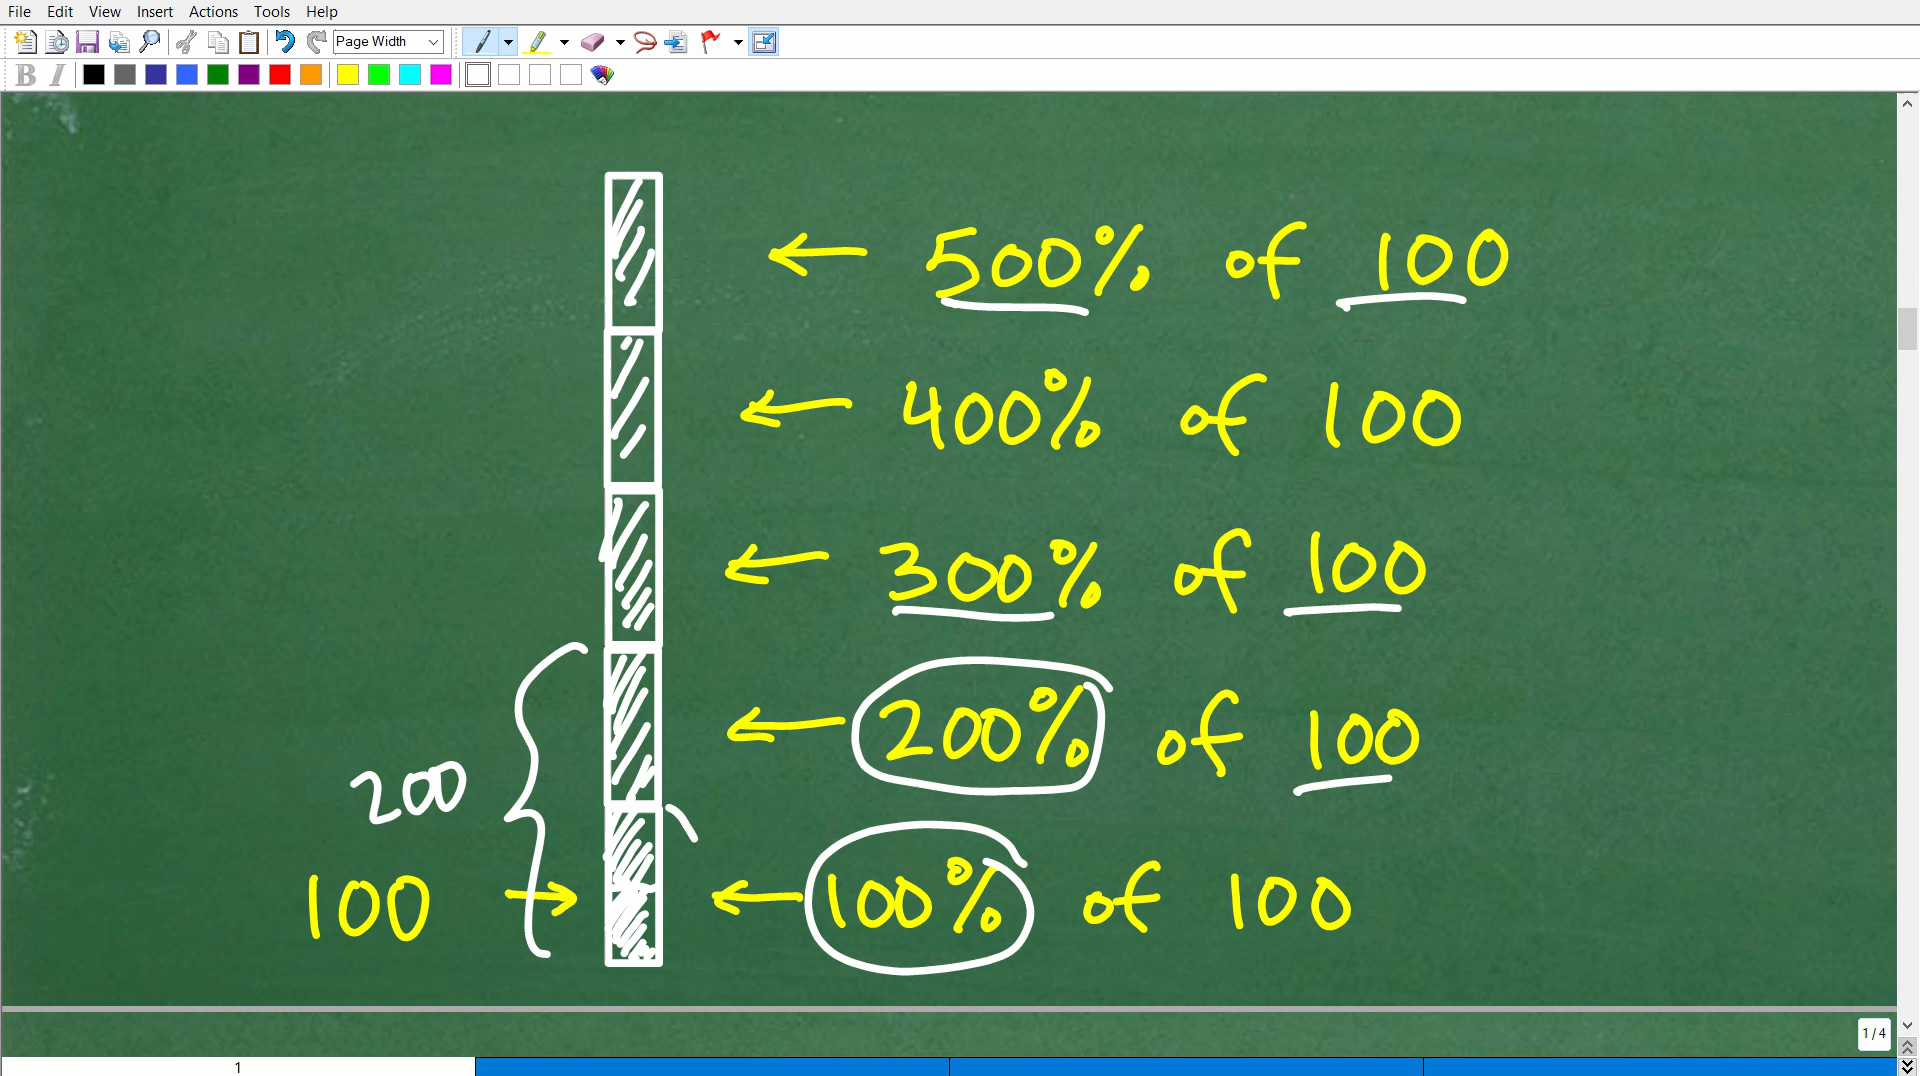 File Edit View Insert Actions Tools Help
Page Width
B I
← 500% of 100
← 400% of 100
← 300% of 100
← 200% of 100
200
100 → ← 100% of 100
1 / 4
1